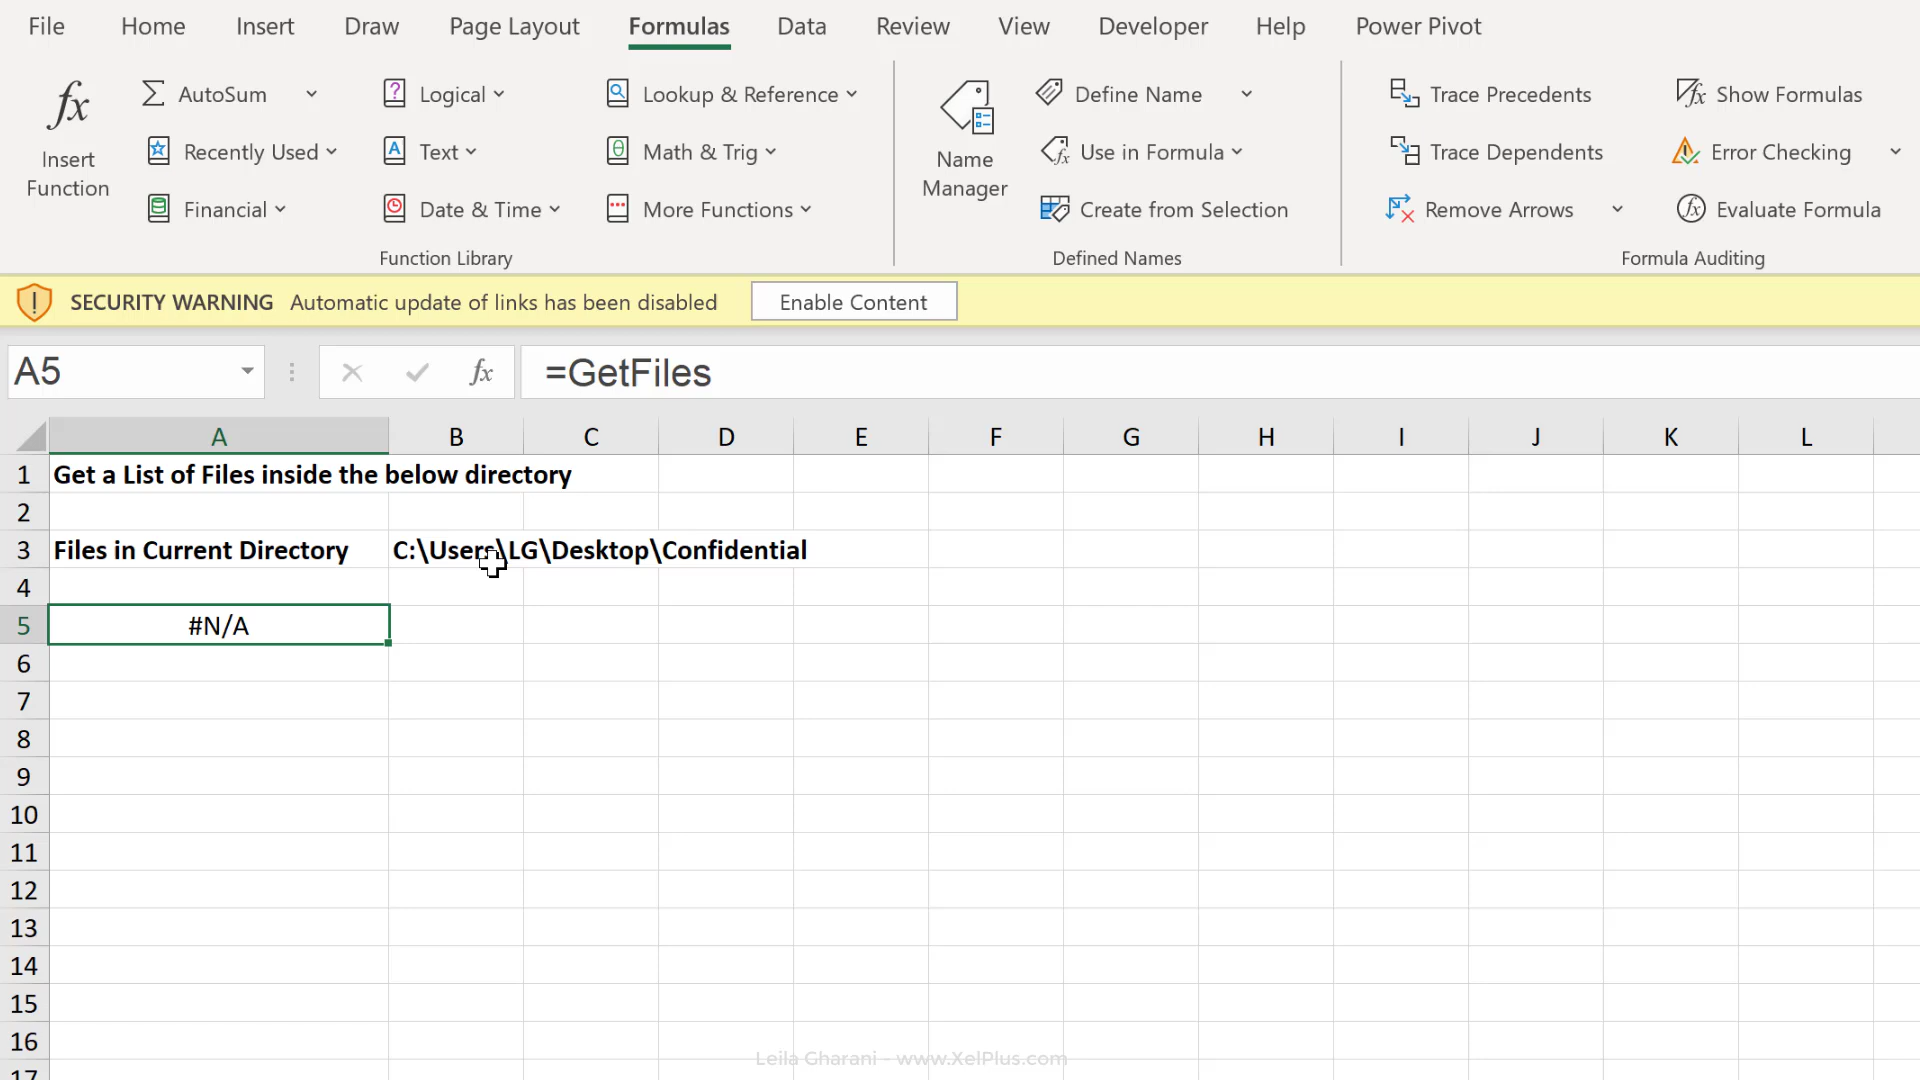 File Home Insert Draw Page Layout Formulas Data Review View Developer Help Power Pivot
fx Insert Function
AutoSum
Recently Used
Financial
Logical
Text
Date & Time
Lookup & Reference
Math & Trig
More Functions
Function Library
Name Manager
Define Name
Use in Formula
Create from Selection
Defined Names
Trace Precedents
Trace Dependents
Remove Arrows
Show Formulas
Error Checking
Evaluate Formula
Formula Auditing
SECURITY WARNING Automatic update of links has been disabled Enable Content
A5 fx =GetFiles
A B C D E F G H I J K L
1 Get a List of Files inside the below directory
2
3 Files in Current Directory C:\Users\LG\Desktop\Confidential
4
5 #N/A
6
7
8
9
10
11
12
13
14
15
16
17
Leila Gharani - www.XelPlus.com